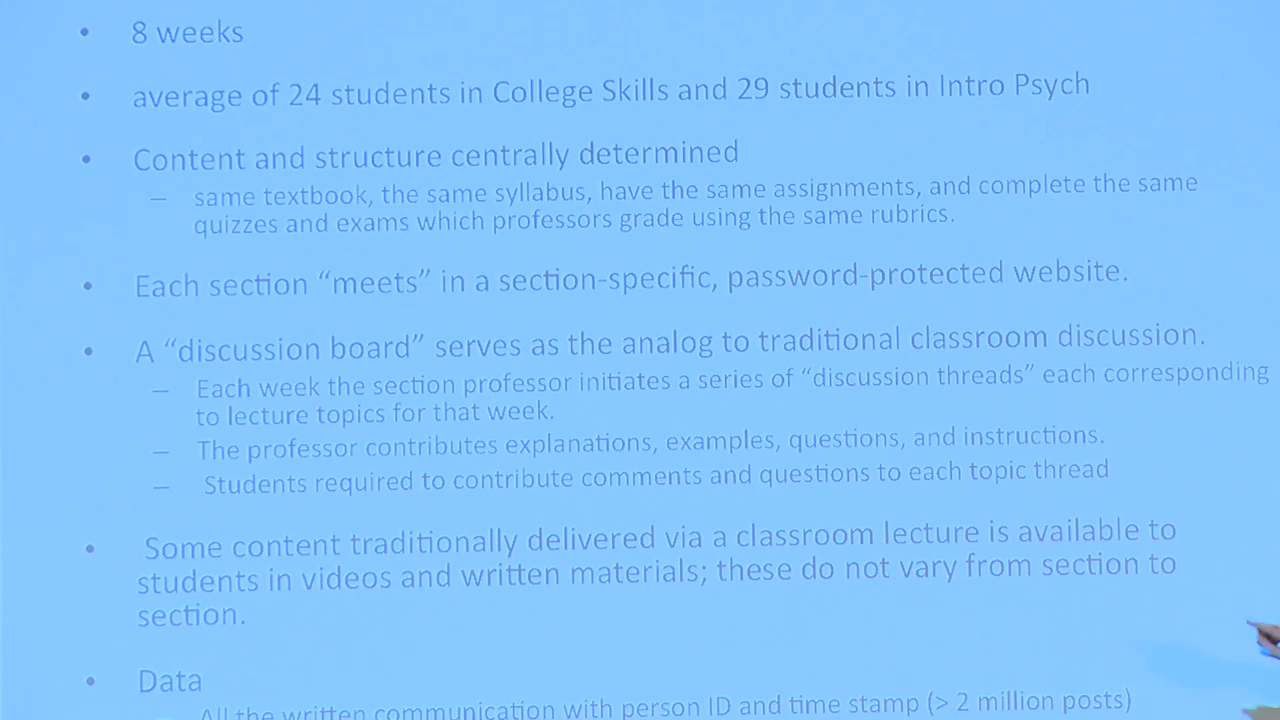 • 8 weeks
• average of 24 students in College Skills and 29 students in Intro Psych
• Content and structure centrally determined
– same textbook, the same syllabus, have the same assignments, and complete the same
quizzes and exams which professors grade using the same rubrics.
• Each section “meets” in a section-specific, password-protected website.
• A “discussion board” serves as the analog to traditional classroom discussion.
– Each week the section professor initiates a series of “discussion threads” each corresponding
to lecture topics for that week.
– The professor contributes explanations, examples, questions, and instructions.
– Students required to contribute comments and questions to each topic thread
• Some content traditionally delivered via a classroom lecture is available to
students in videos and written materials; these do not vary from section to
section.
• Data
All the written communication with person ID and time stamp (> 2 million posts)